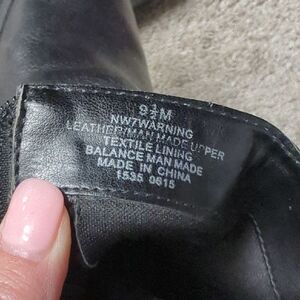 9½M
NW7WARNING
LEATHER/MAN MADE UPPER
TEXTILE LINING
BALANCE MAN MADE
MADE IN CHINA
1535 0615